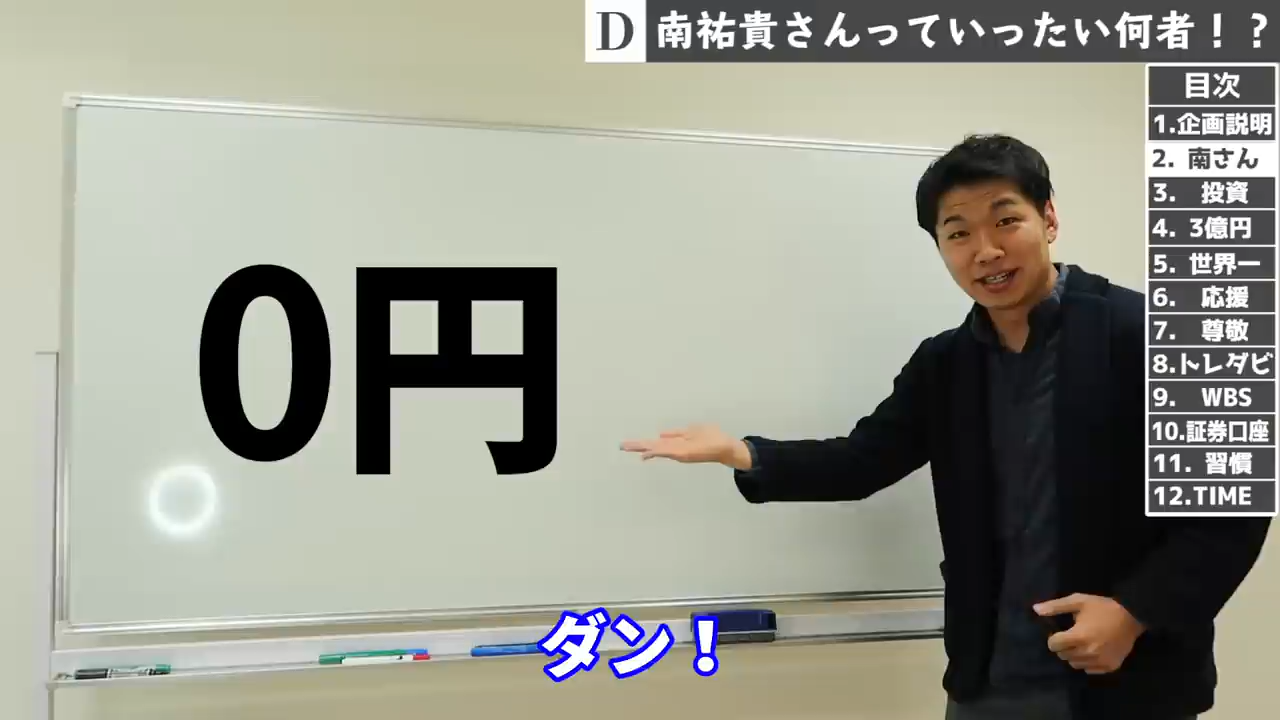 D 南祐貴さんっていったい何者！？
目次
1.企画説明
2. 南さん
3. 投資
4. 3億円
5. 世界一
6. 応援
7. 尊敬
8.トレダビ
9. WBS
10.証券口座
11. 習慣
12.TIME
0円
ダン！